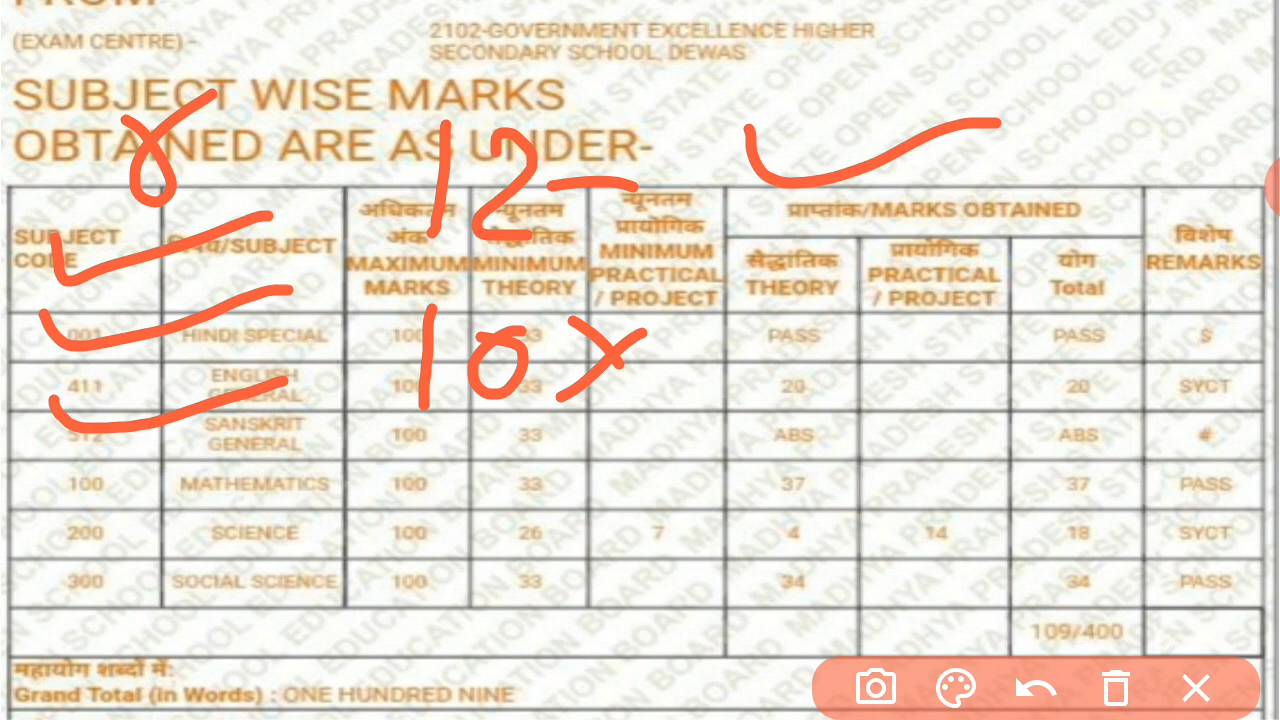 FROM
(EXAM CENTRE) -
2102-GOVERNMENT EXCELLENCE HIGHER
SECONDARY SCHOOL, DEWAS
SUBJECT WISE MARKS
OBTAINED ARE AS UNDER-
8 12- 
10 x
SUBJECT CODE विषय/SUBJECT अधिकतम अंक MAXIMUM MARKS न्यूनतम सैद्धांतिक MINIMUM THEORY न्यूनतम प्रायोगिक MINIMUM PRACTICAL / PROJECT प्राप्तांक/MARKS OBTAINED विशेष REMARKS
सैद्धांतिक THEORY प्रायोगिक PRACTICAL / PROJECT योग Total
001 HINDI SPECIAL 100 33 PASS PASS $
411 ENGLISH GENERAL 100 33 20 20 SYCT
512 SANSKRIT GENERAL 100 33 ABS ABS #
100 MATHEMATICS 100 33 37 37 PASS
200 SCIENCE 100 26 7 4 14 18 SYCT
300 SOCIAL SCIENCE 100 33 34 34 PASS
109/400
महायोग शब्दों में:
Grand Total (in Words) : ONE HUNDRED NINE